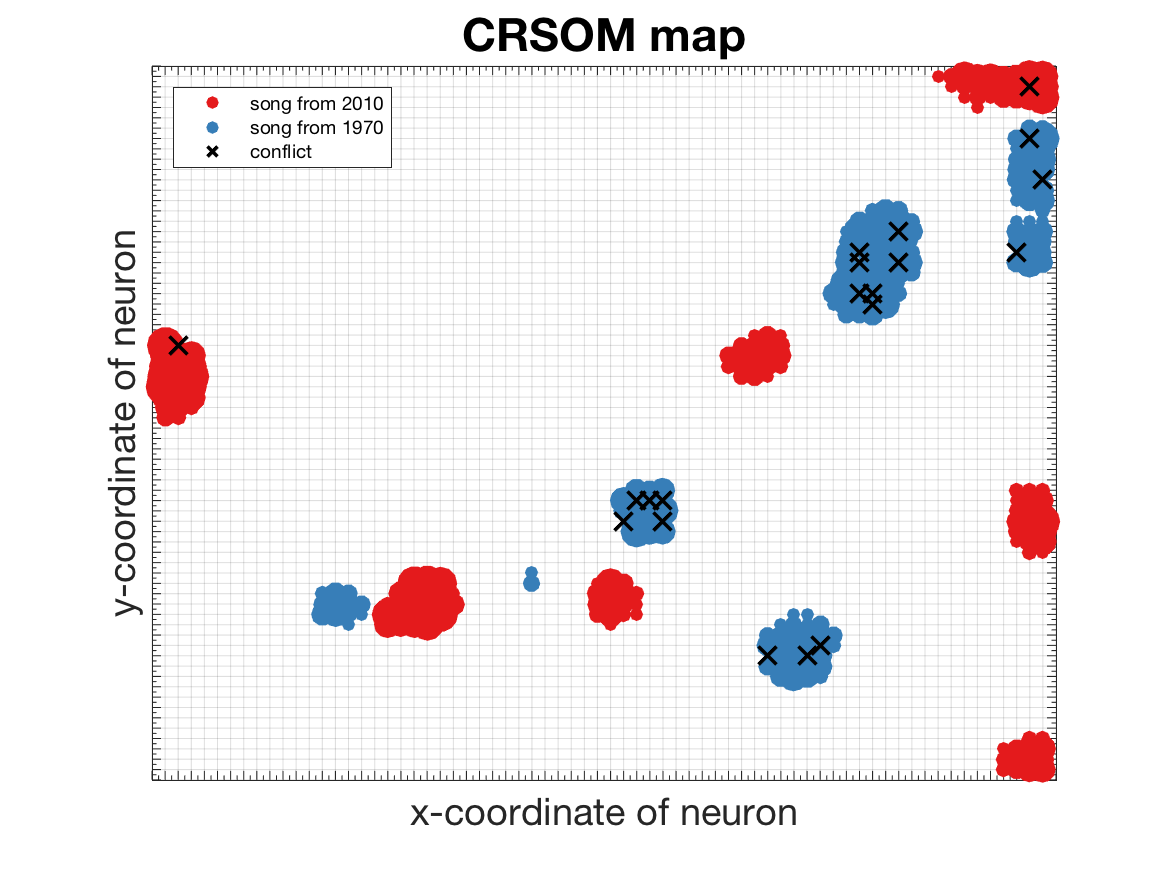 CRSOM map
song from 2010
song from 1970
conflict
y-coordinate of neuron
x-coordinate of neuron